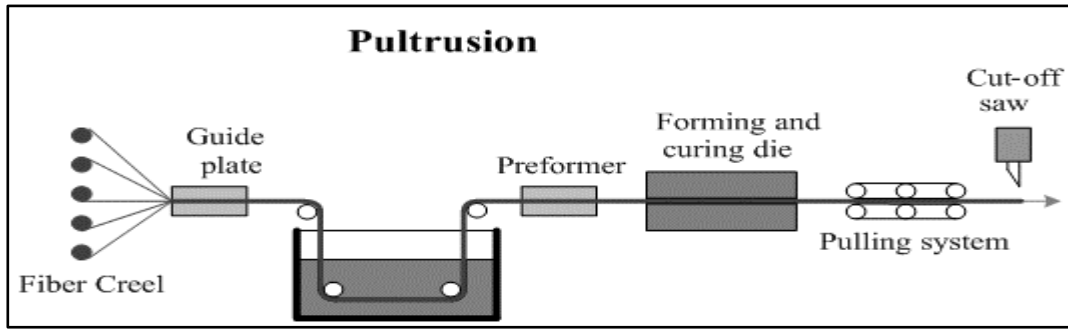 Pultrusion
Cut-off
saw
Forming and
curing die
Guide
plate
Preformer
Pulling system
Fiber Creel